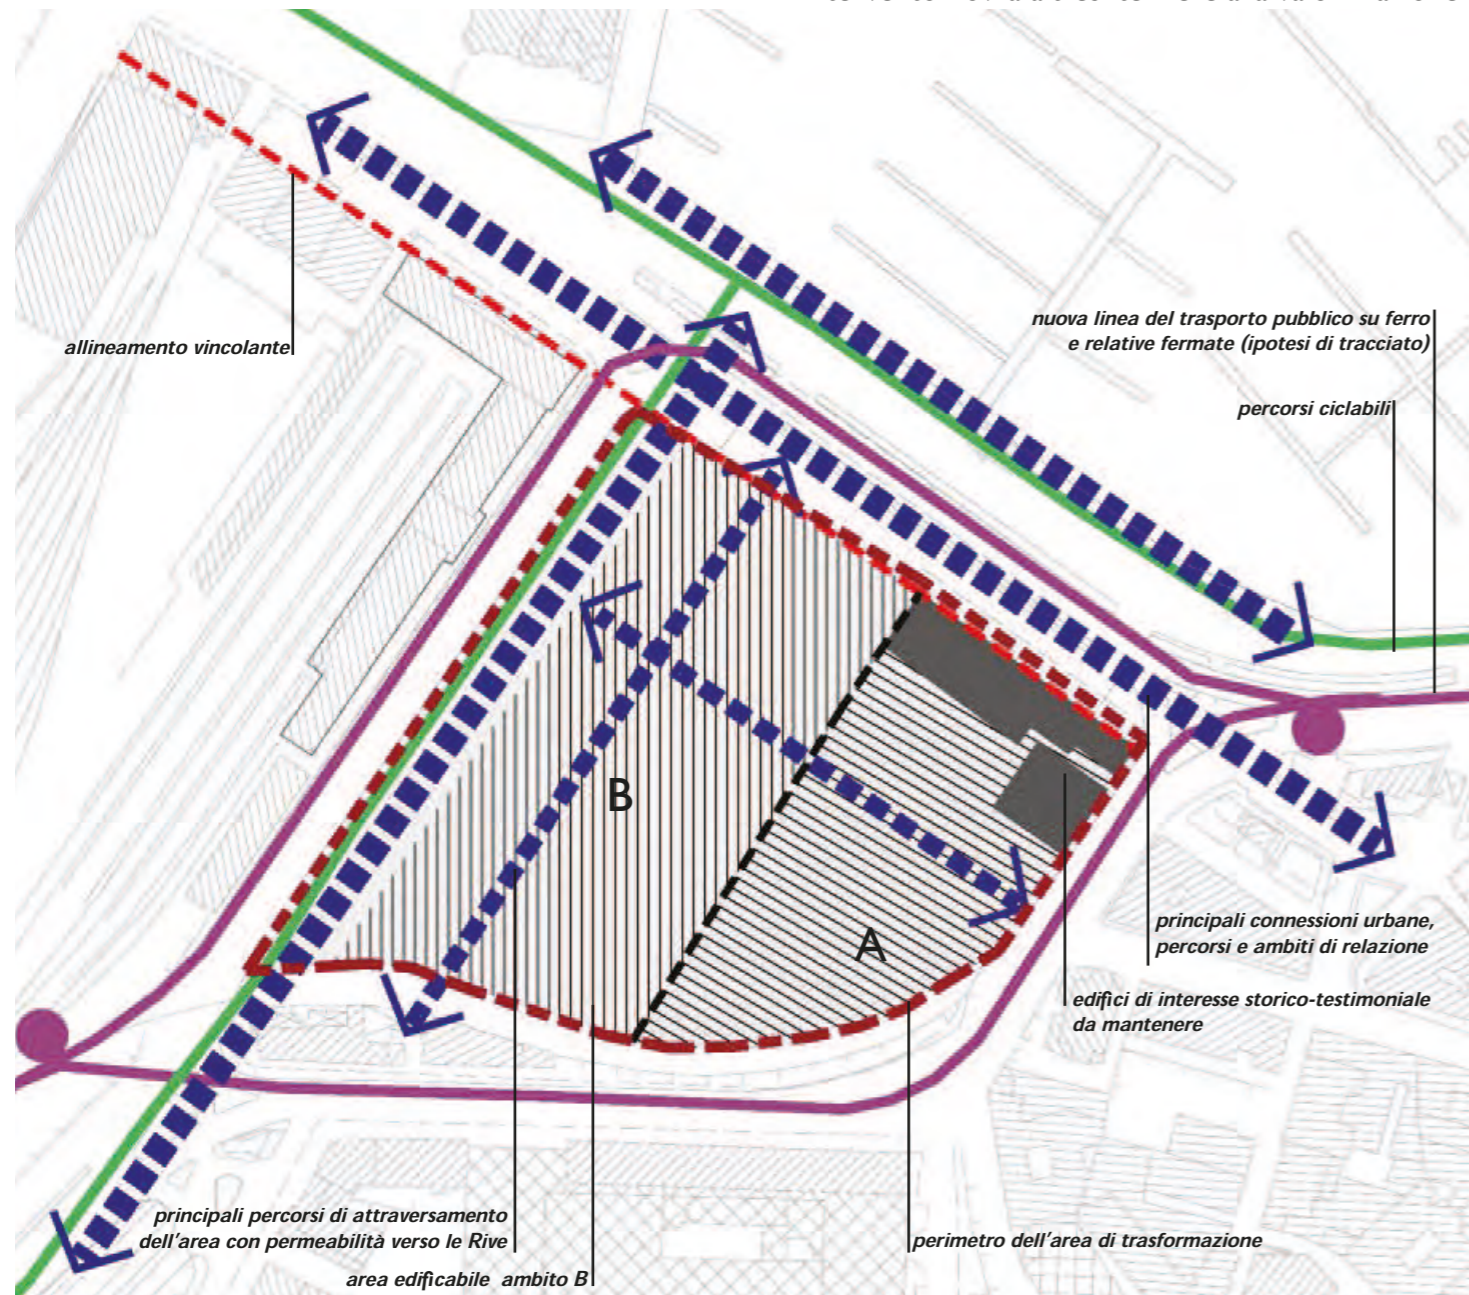 allineamento vincolante
nuova linea del trasporto pubblico su ferro
e relative fermate (ipotesi di tracciato)
percorsi ciclabili
B
A
principali connessioni urbane,
percorsi e ambiti di relazione
edifici di interesse storico-testimoniale
da mantenere
principali percorsi di attraversamento
dell'area con permeabilità verso le Rive
perimetro dell'area di trasformazione
area edificabile ambito B